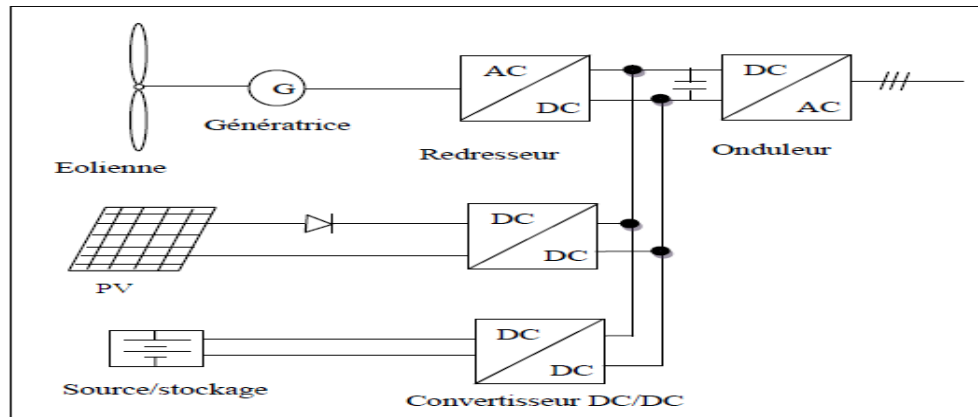 AC
DC
DC
AC
G
Génératrice
Redresseur
Onduleur
Eolienne
DC
DC
PV
DC
DC
Source/stockage
Convertisseur DC/DC